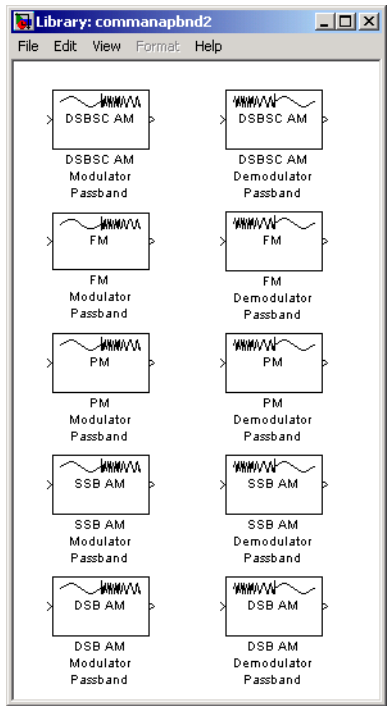 Library: commanapbnd2
File Edit View Format Help
DSBSC AM
DSBSC AM
Modulator
Passband
DSBSC AM
DSBSC AM
Demodulator
Passband
FM
FM
Modulator
Passband
FM
FM
Demodulator
Passband
PM
PM
Modulator
Passband
PM
PM
Demodulator
Passband
SSB AM
SSB AM
Modulator
Passband
SSB AM
SSB AM
Demodulator
Passband
DSB AM
DSB AM
Modulator
Passband
DSB AM
DSB AM
Demodulator
Passband